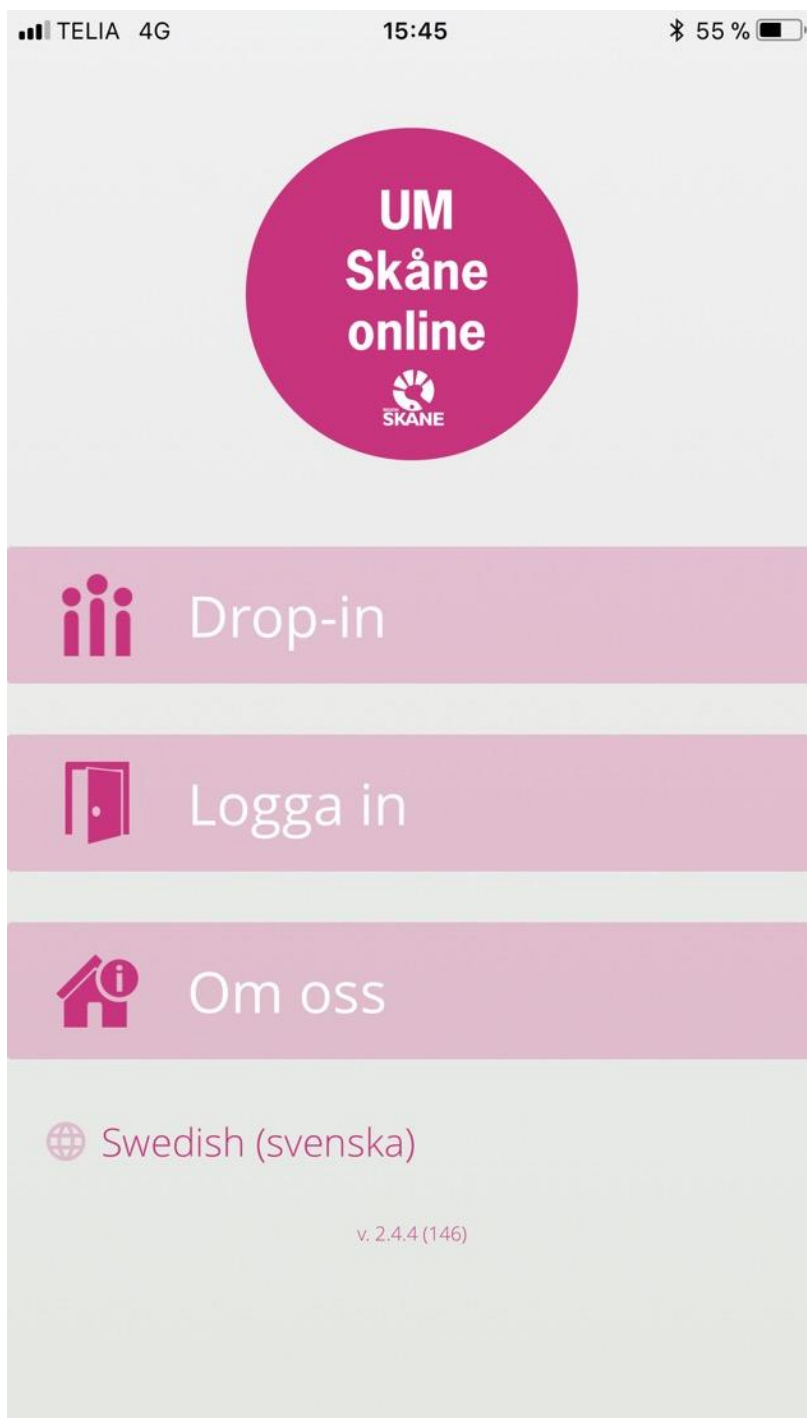 TELIA 4G 15:45 55 %
UM
Skåne
online
REGION
SKÅNE
Drop-in
Logga in
Om oss
i
Swedish (svenska)
v. 2.4.4 (146)